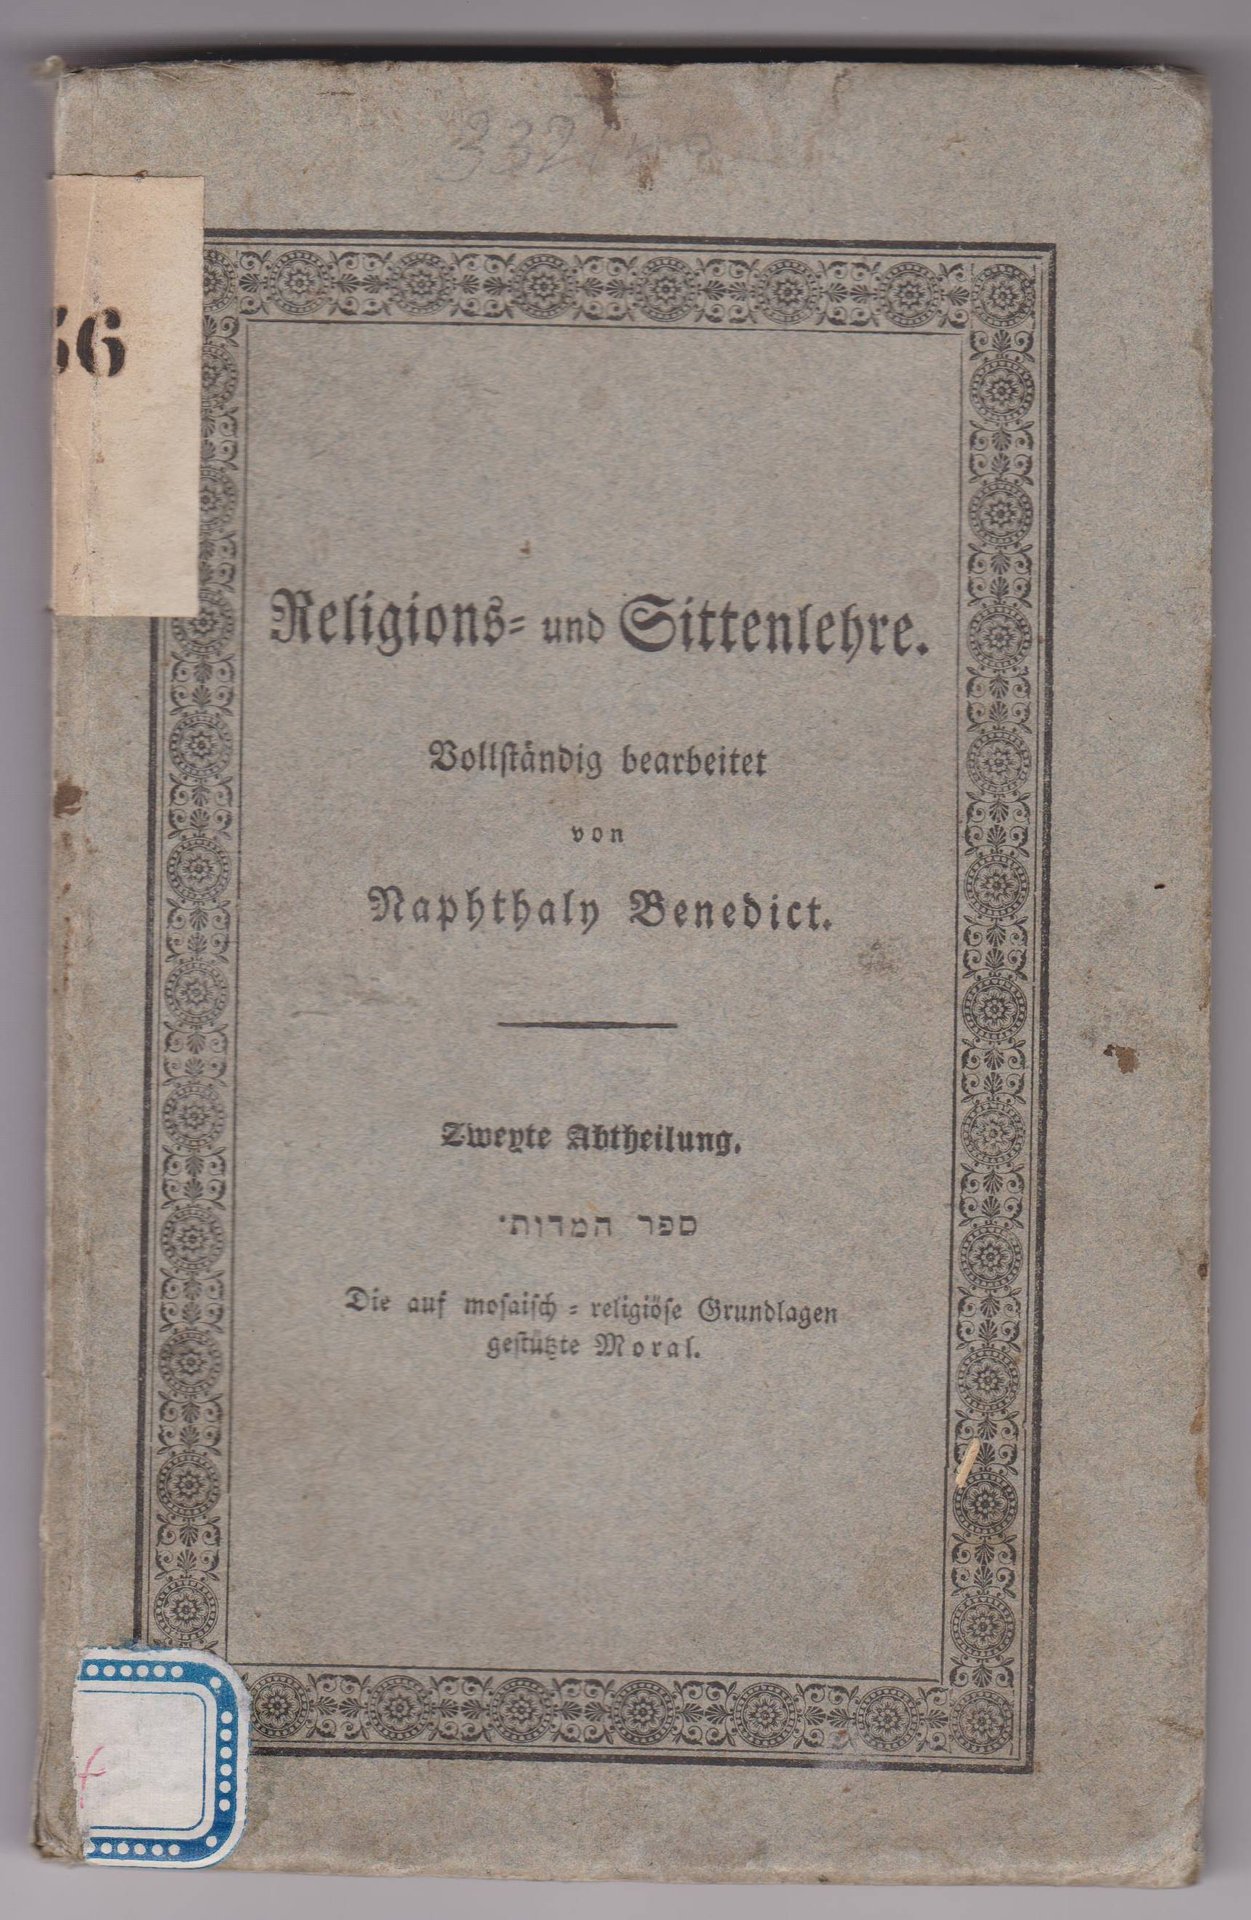 56
Religions- und Sittenlehre.
Vollständig bearbeitet
von
Naphthaly Benedict.
Zweyte Abtheilung.
ספר המדות·
Die auf mosaisch-religiöse Grundlagen
gestützte Moral.